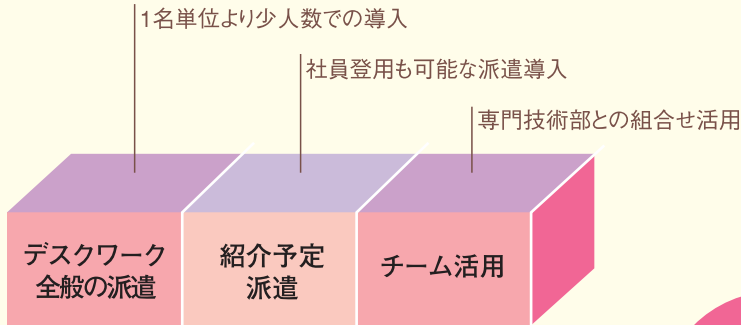 1名単位より少人数での導入
社員登用も可能な派遣導入
専門技術部との組合せ活用
デスクワーク
全般の派遣
紹介予定
派遣
チーム活用